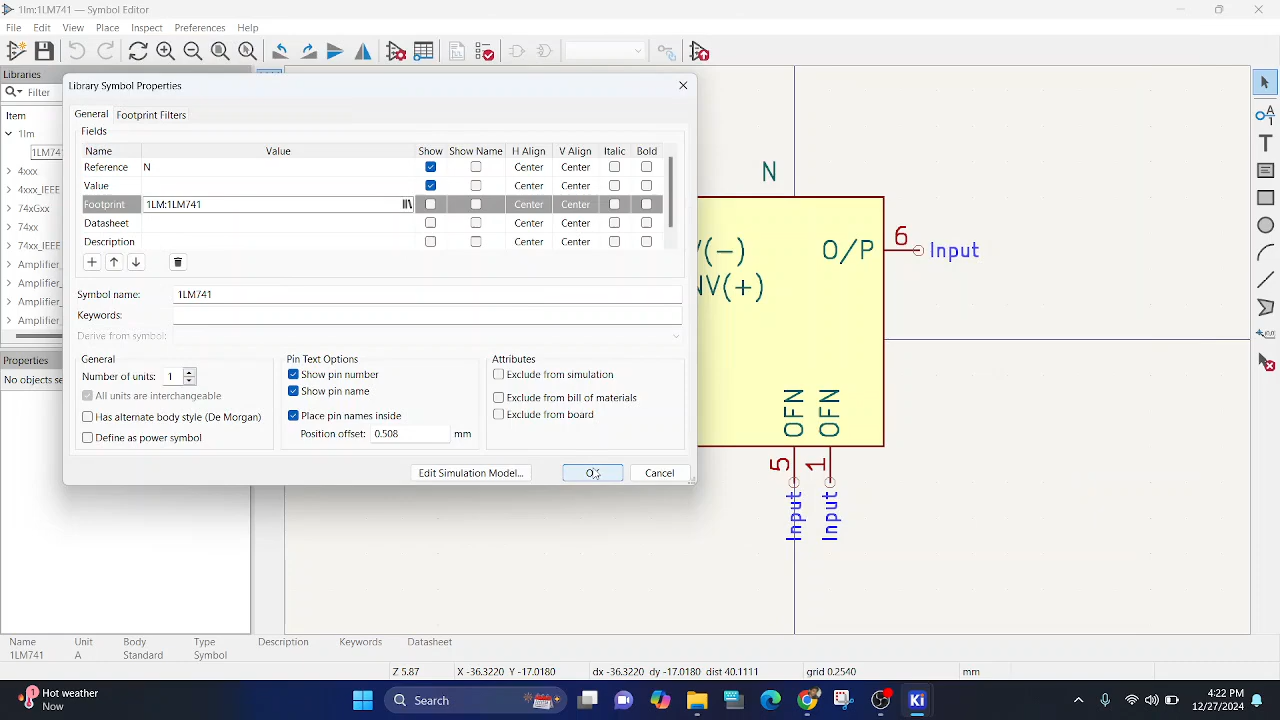 1lm:1LM741 — Symbol Editor
File Edit View Place Inspect Preferences Help
Libraries
Filter
Item
1lm
1LM741
4xxx
4xxx_IEEE
74xGxx
74xx
74xx_IEEE
Amplifier_
Amplifier_
Amplifier_
Properties
No objects se
Library Symbol Properties
General Footprint Filters
Fields
Name Value Show Show Name H Align V Align Italic Bold
Reference N Center Center
Value Center Center
Footprint 1LM:1LM741 Center Center
Datasheet Center Center
Description Center Center
Symbol name: 1LM741
Keywords:
Derive from symbol:
General Pin Text Options Attributes
Number of units: 1 Show pin number Exclude from simulation
All units are interchangeable Show pin name Exclude from bill of materials
Has alternate body style (De Morgan) Place pin names inside Exclude from board
Define as power symbol Position offset: 0.508 mm
Edit Simulation Model... Cancel
N
V(-) O/P 6 Input
NV(+)
OFN OFN
5 1
Input Input
Name Unit Body Type Description Keywords Datasheet
1LM741 A Standard Symbol
Z 5.87 X -36.3220 Y -17.0180 dx -36.3220 dy -17.0180 dist 40.1111 grid 0.2540 mm
Hot weather
Now
Search
Ki
4:22 PM
12/27/2024